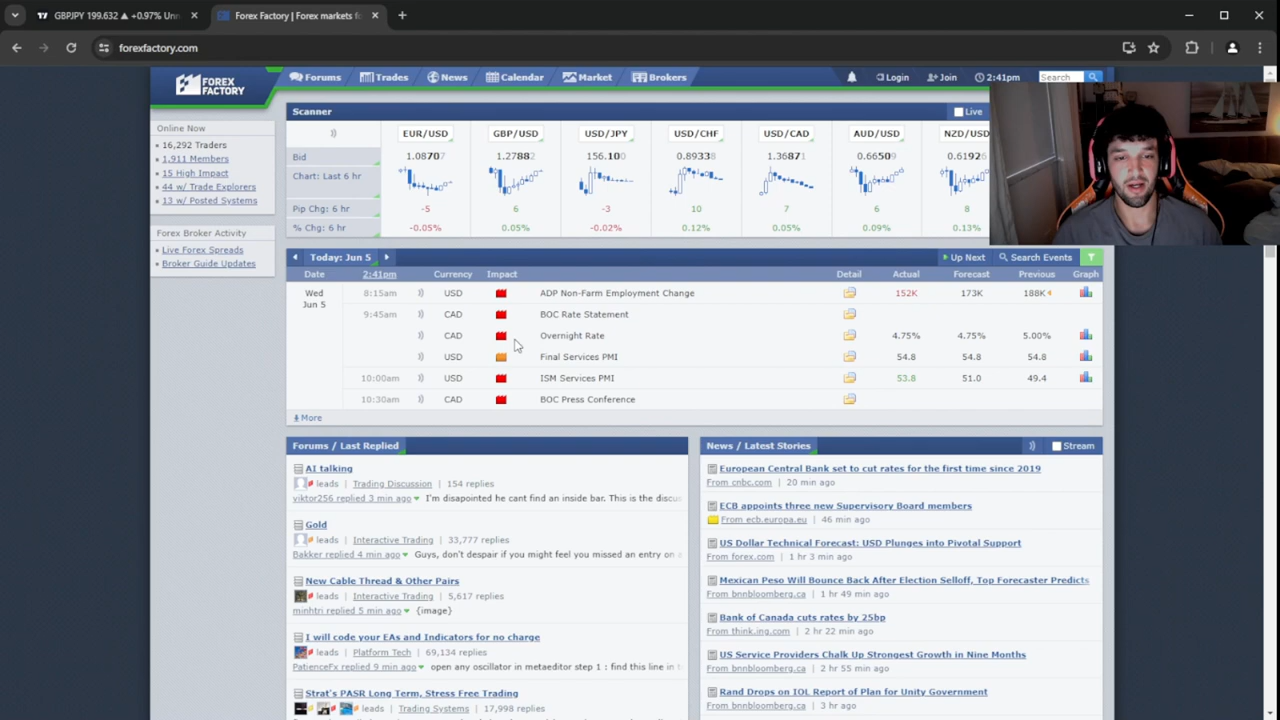 GBPJPY 199.632 ▲ +0.97% Unn
Forex Factory | Forex markets fo
forexfactory.com
FOREX FACTORY
Forums
Trades
News
Calendar
Market
Brokers
Login
Join
2:41pm
Search
Online Now
16,292 Traders
1,911 Members
15 High Impact
44 w/ Trade Explorers
13 w/ Posted Systems
Forex Broker Activity
Live Forex Spreads
Broker Guide Updates
Scanner
Live
EUR/USD GBP/USD USD/JPY USD/CHF USD/CAD AUD/USD NZD/USD
Bid 1.08707 1.27882 156.100 0.89338 1.36871 0.66509 0.61926
Chart: Last 6 hr
Pip Chg: 6 hr -5 6 -3 10 7 6 8
% Chg: 6 hr -0.05% 0.05% -0.02% 0.12% 0.05% 0.09% 0.13%
Today: Jun 5
Up Next
Search Events
Date 2:41pm Currency Impact Detail Actual Forecast Previous Graph
Wed
Jun 5
8:15am USD ADP Non-Farm Employment Change 152K 173K 188K
9:45am CAD BOC Rate Statement
CAD Overnight Rate 4.75% 4.75% 5.00%
USD Final Services PMI 54.8 54.8 54.8
10:00am USD ISM Services PMI 53.8 51.0 49.4
10:30am CAD BOC Press Conference
More
Forums / Last Replied
AI talking
leads | Trading Discussion | 154 replies
viktor256 replied 3 min ago I'm disapointed he cant find an inside bar. This is the discus
Gold
leads | Interactive Trading | 33,777 replies
Bakker replied 4 min ago Guys, don't despair if you might feel you missed an entry on a
New Cable Thread & Other Pairs
leads | Interactive Trading | 5,617 replies
minhtri replied 5 min ago {image}
I will code your EAs and Indicators for no charge
leads | Platform Tech | 69,134 replies
PatienceFx replied 9 min ago open any oscillator in metaeditor step 1 : find this line in t
Strat's PASR Long Term, Stress Free Trading
leads | Trading Systems | 17,998 replies
News / Latest Stories
Stream
European Central Bank set to cut rates for the first time since 2019
From cnbc.com | 20 min ago
ECB appoints three new Supervisory Board members
From ecb.europa.eu | 46 min ago
US Dollar Technical Forecast: USD Plunges into Pivotal Support
From forex.com | 1 hr 3 min ago
Mexican Peso Will Bounce Back After Election Selloff, Top Forecaster Predicts
From bnnbloomberg.ca | 1 hr 49 min ago
Bank of Canada cuts rates by 25bp
From think.ing.com | 2 hr 22 min ago
US Service Providers Chalk Up Strongest Growth in Nine Months
From bnnbloomberg.ca | 2 hr 55 min ago
Rand Drops on IOL Report of Plan for Unity Government
From bnnbloomberg.ca | 3 hr ago